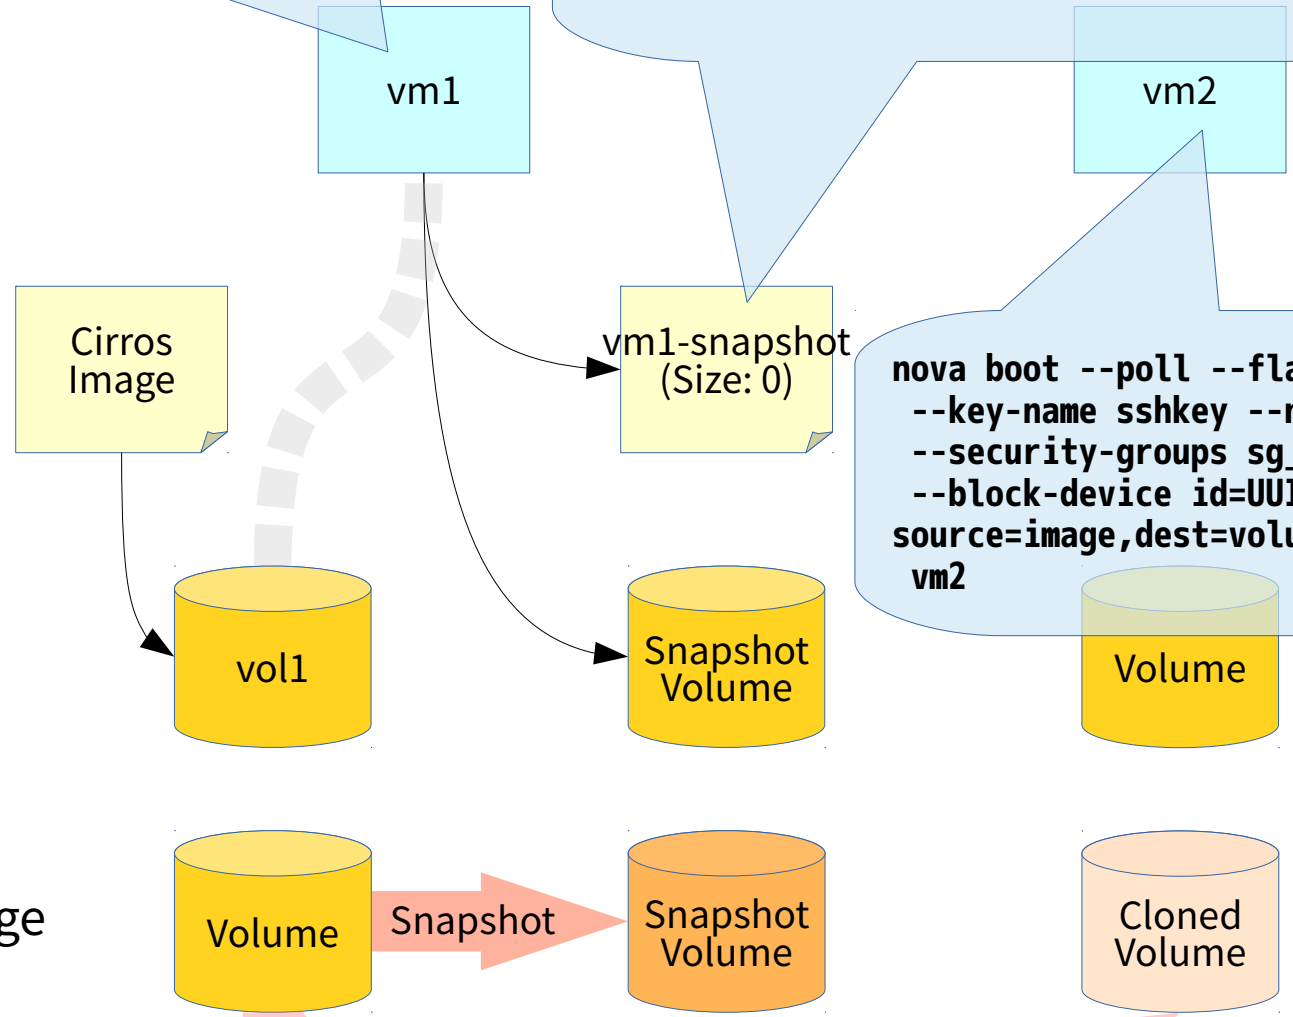 vm1
vm2
Cirros
Image
vm1-snapshot
(Size: 0)
nova boot --poll --fla
--key-name sshkey --n
--security-groups sg_
--block-device id=UUI
source=image,dest=volu
vm2
vol1
Snapshot
Volume
Volume
ge
Volume
Snapshot
Snapshot
Volume
Cloned
Volume